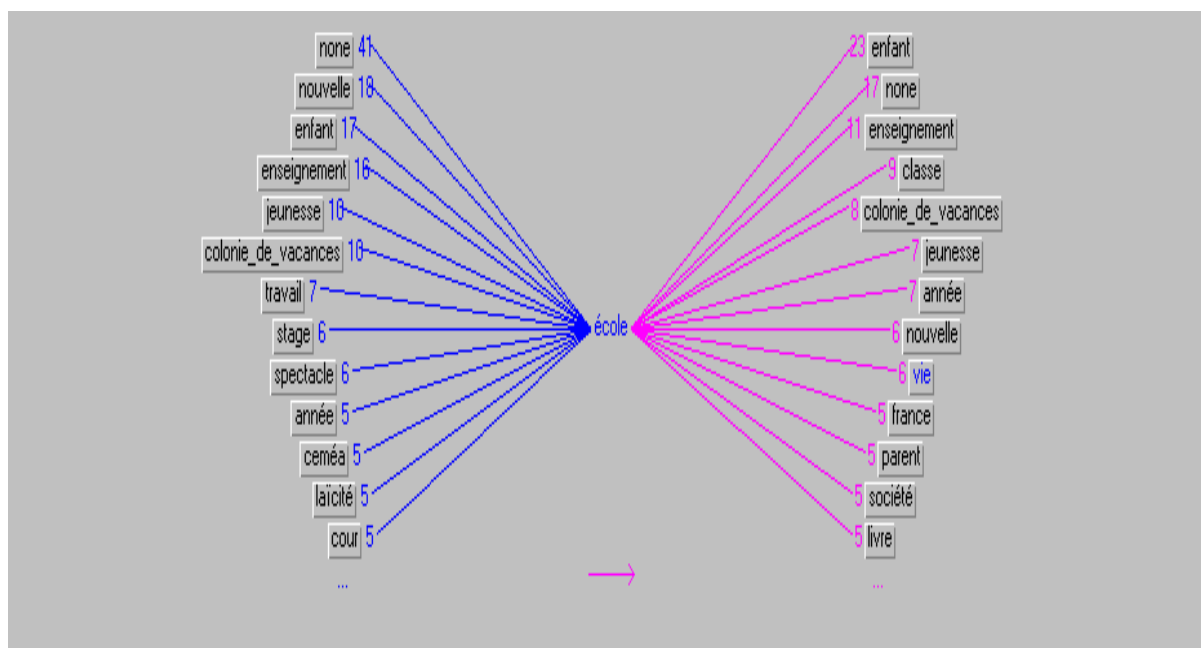 none 41
nouvelle 18
enfant 17
enseignement 16
jeunesse 10
colonie_de_vacances 10
travail 7
stage 6
spectacle 6
année 5
ceméa 5
laïcité 5
cour 5
...
école
23 enfant
17 none
11 enseignement
9 classe
8 colonie_de_vacances
7 jeunesse
7 année
6 nouvelle
6 vie
5 france
5 parent
5 société
5 livre
...